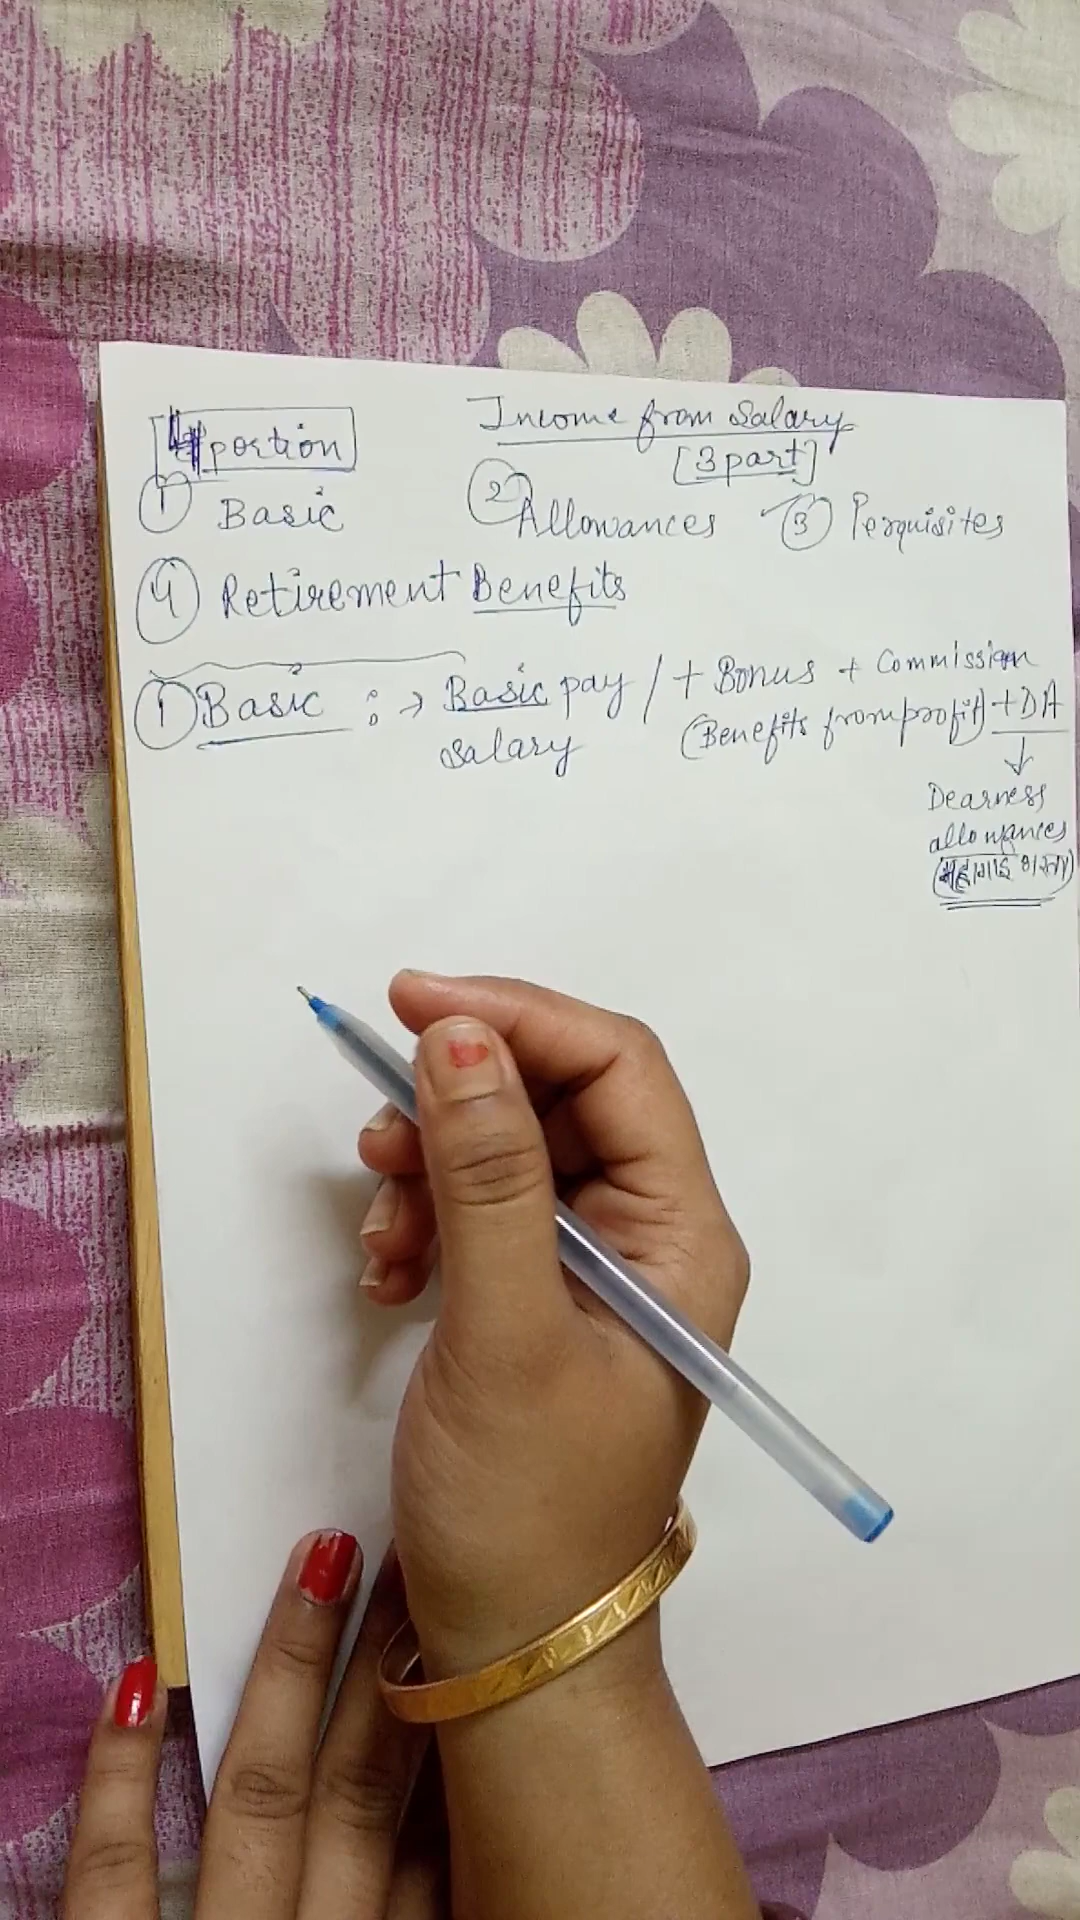 Income from Salary
4 portion [3 part]
① Basic ② Allowances ③ Perquisites
④ Retirement Benefits
① Basic : → Basic pay / + Bonus + Commission
Salary (Benefits from profit) + DA
Dearness
allowances
(महगाई भत्ता)